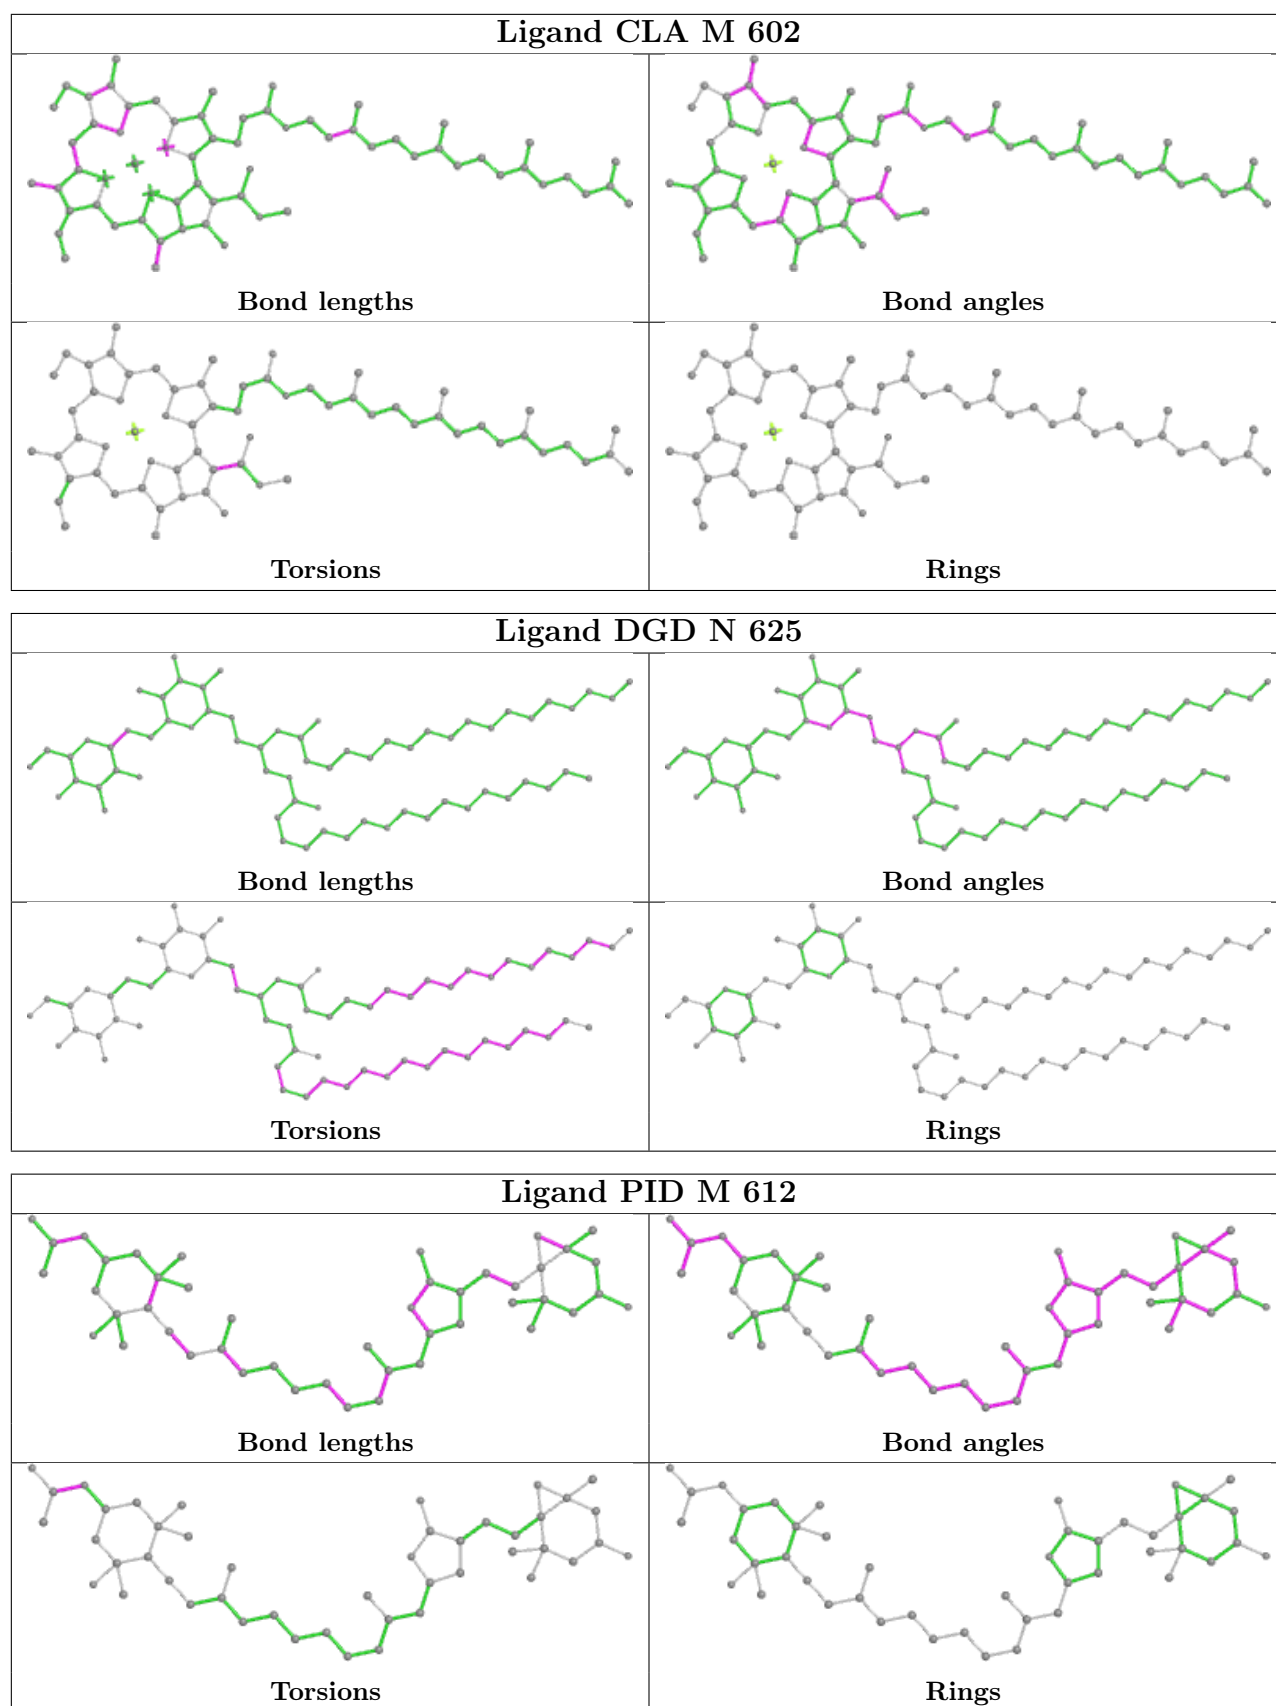 Ligand CLA M 602
Bond lengths
Bond angles
Torsions
Rings
Ligand DGD N 625
Bond lengths
Bond angles
Torsions
Rings
Ligand PID M 612
Bond lengths
Bond angles
Torsions
Rings